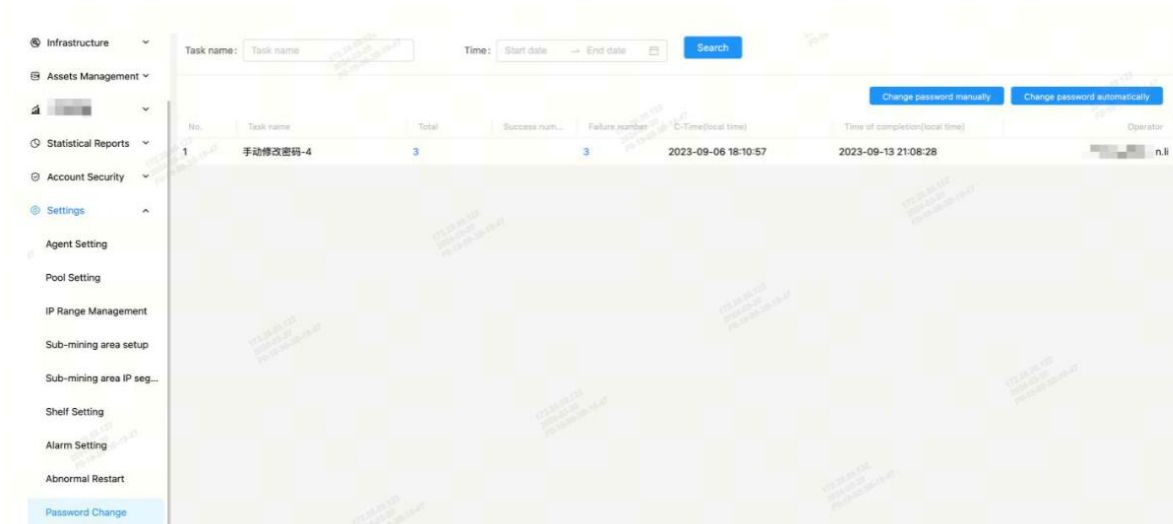 Infrastructure
Task name: Task name Time: Start date → End date Search
Assets Management
Change password manually Change password automatically
No. Task name Total Success num... Failure number C-Time(local time) Time of completion(local time) Operator
Statistical Reports
1 手动修改密码-4 3 3 2023-09-06 18:10:57 2023-09-13 21:08:28 n.li
Account Security
Settings
Agent Setting
Pool Setting
IP Range Management
Sub-mining area setup
Sub-mining area IP seg...
Shelf Setting
Alarm Setting
Abnormal Restart
Password Change